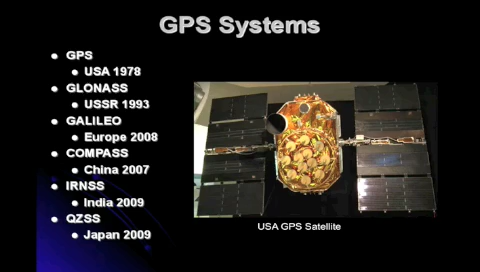 GPS Systems
GPS
USA 1978
GLONASS
USSR 1993
GALILEO
Europe 2008
COMPASS
China 2007
IRNSS
India 2009
QZSS
Japan 2009
USA GPS Satellite